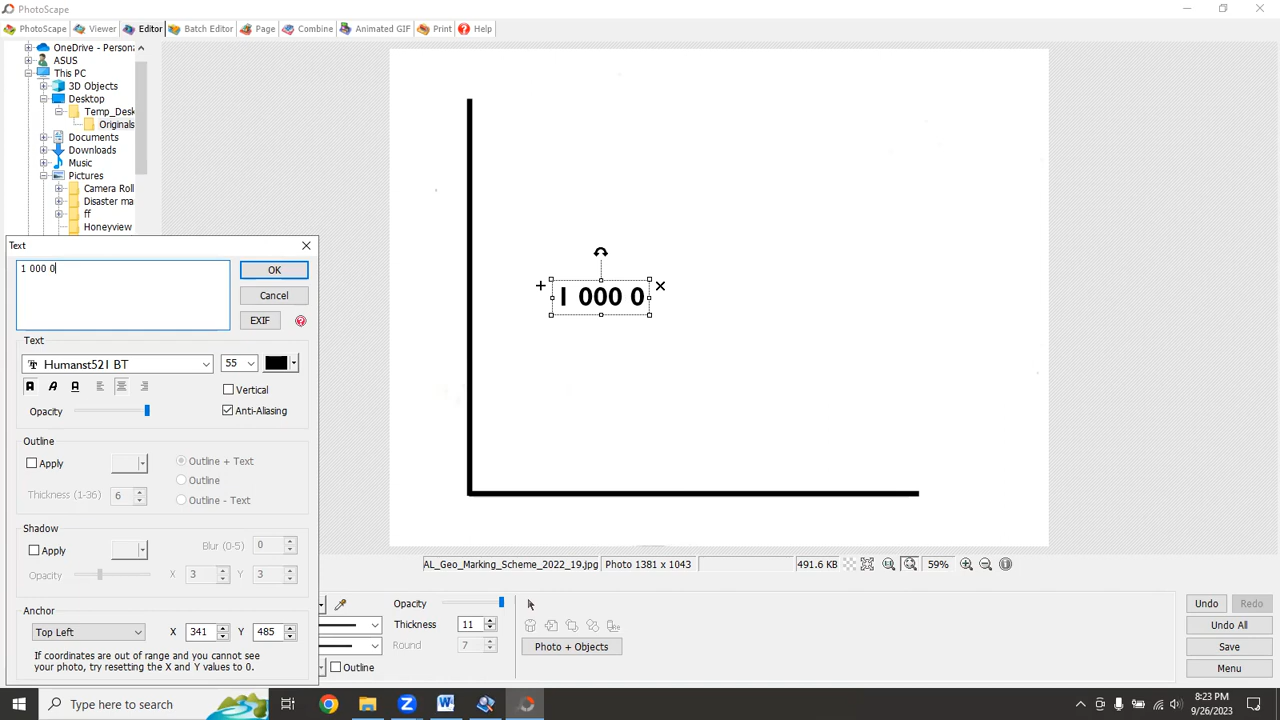 PhotoScape
PhotoScape Viewer Editor Batch Editor Page Combine Animated GIF Print Help
OneDrive - Person
ASUS
This PC
3D Objects
Desktop
Temp_Desk
Originals
Documents
Downloads
Music
Pictures
Camera Roll
Disaster ma
ff
Honeyview
Text
1 000 0
OK
Cancel
EXIF
Text
Humanst521 BT 55
A A A Vertical
Opacity Anti-Aliasing
Outline
Apply Outline + Text
Outline
Thickness (1-36) 6 Outline - Text
Shadow
Apply Blur (0-5) 0
Opacity X 3 Y 3
Anchor
Top Left X 341 Y 485
If coordinates are out of range and you cannot see
your photo, try resetting the X and Y values to 0.
1 000 0
AL_Geo_Marking_Scheme_2022_19.jpg Photo 1381 x 1043 491.6 KB 59%
Opacity
Thickness 11
Round 7
Outline
Photo + Objects
Undo Redo
Undo All
Save
Menu
Type here to search
8:23 PM
9/26/2023